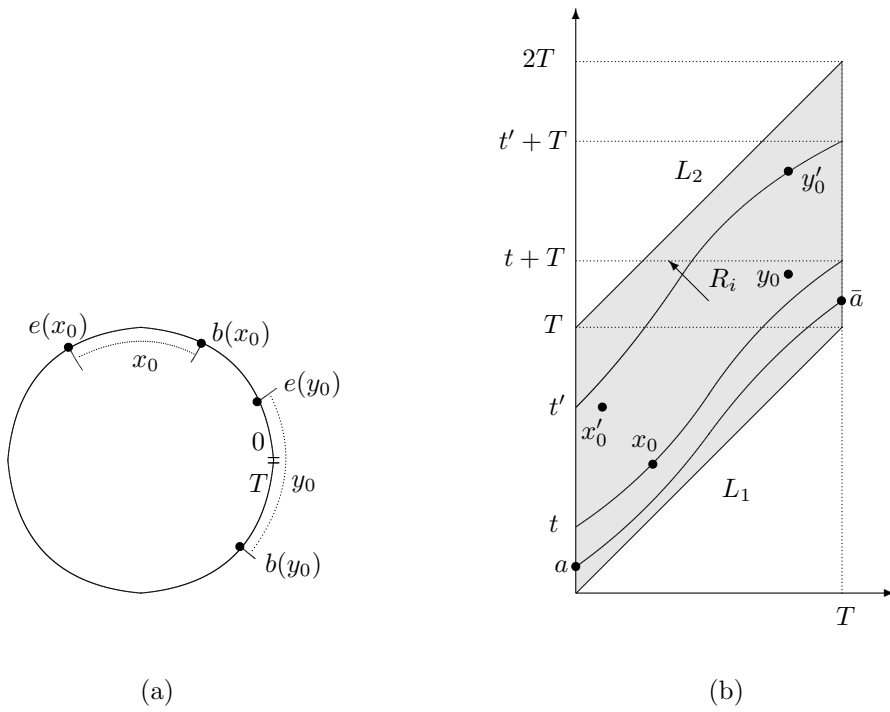 e(x₀)
b(x₀)
x₀
e(y₀)
0
T
y₀
b(y₀)
(a)
2T
t′ + T
L₂
y′₀
t + T
y₀
Rᵢ
ā
T
t′
x′₀
x₀
L₁
t
a
T
(b)